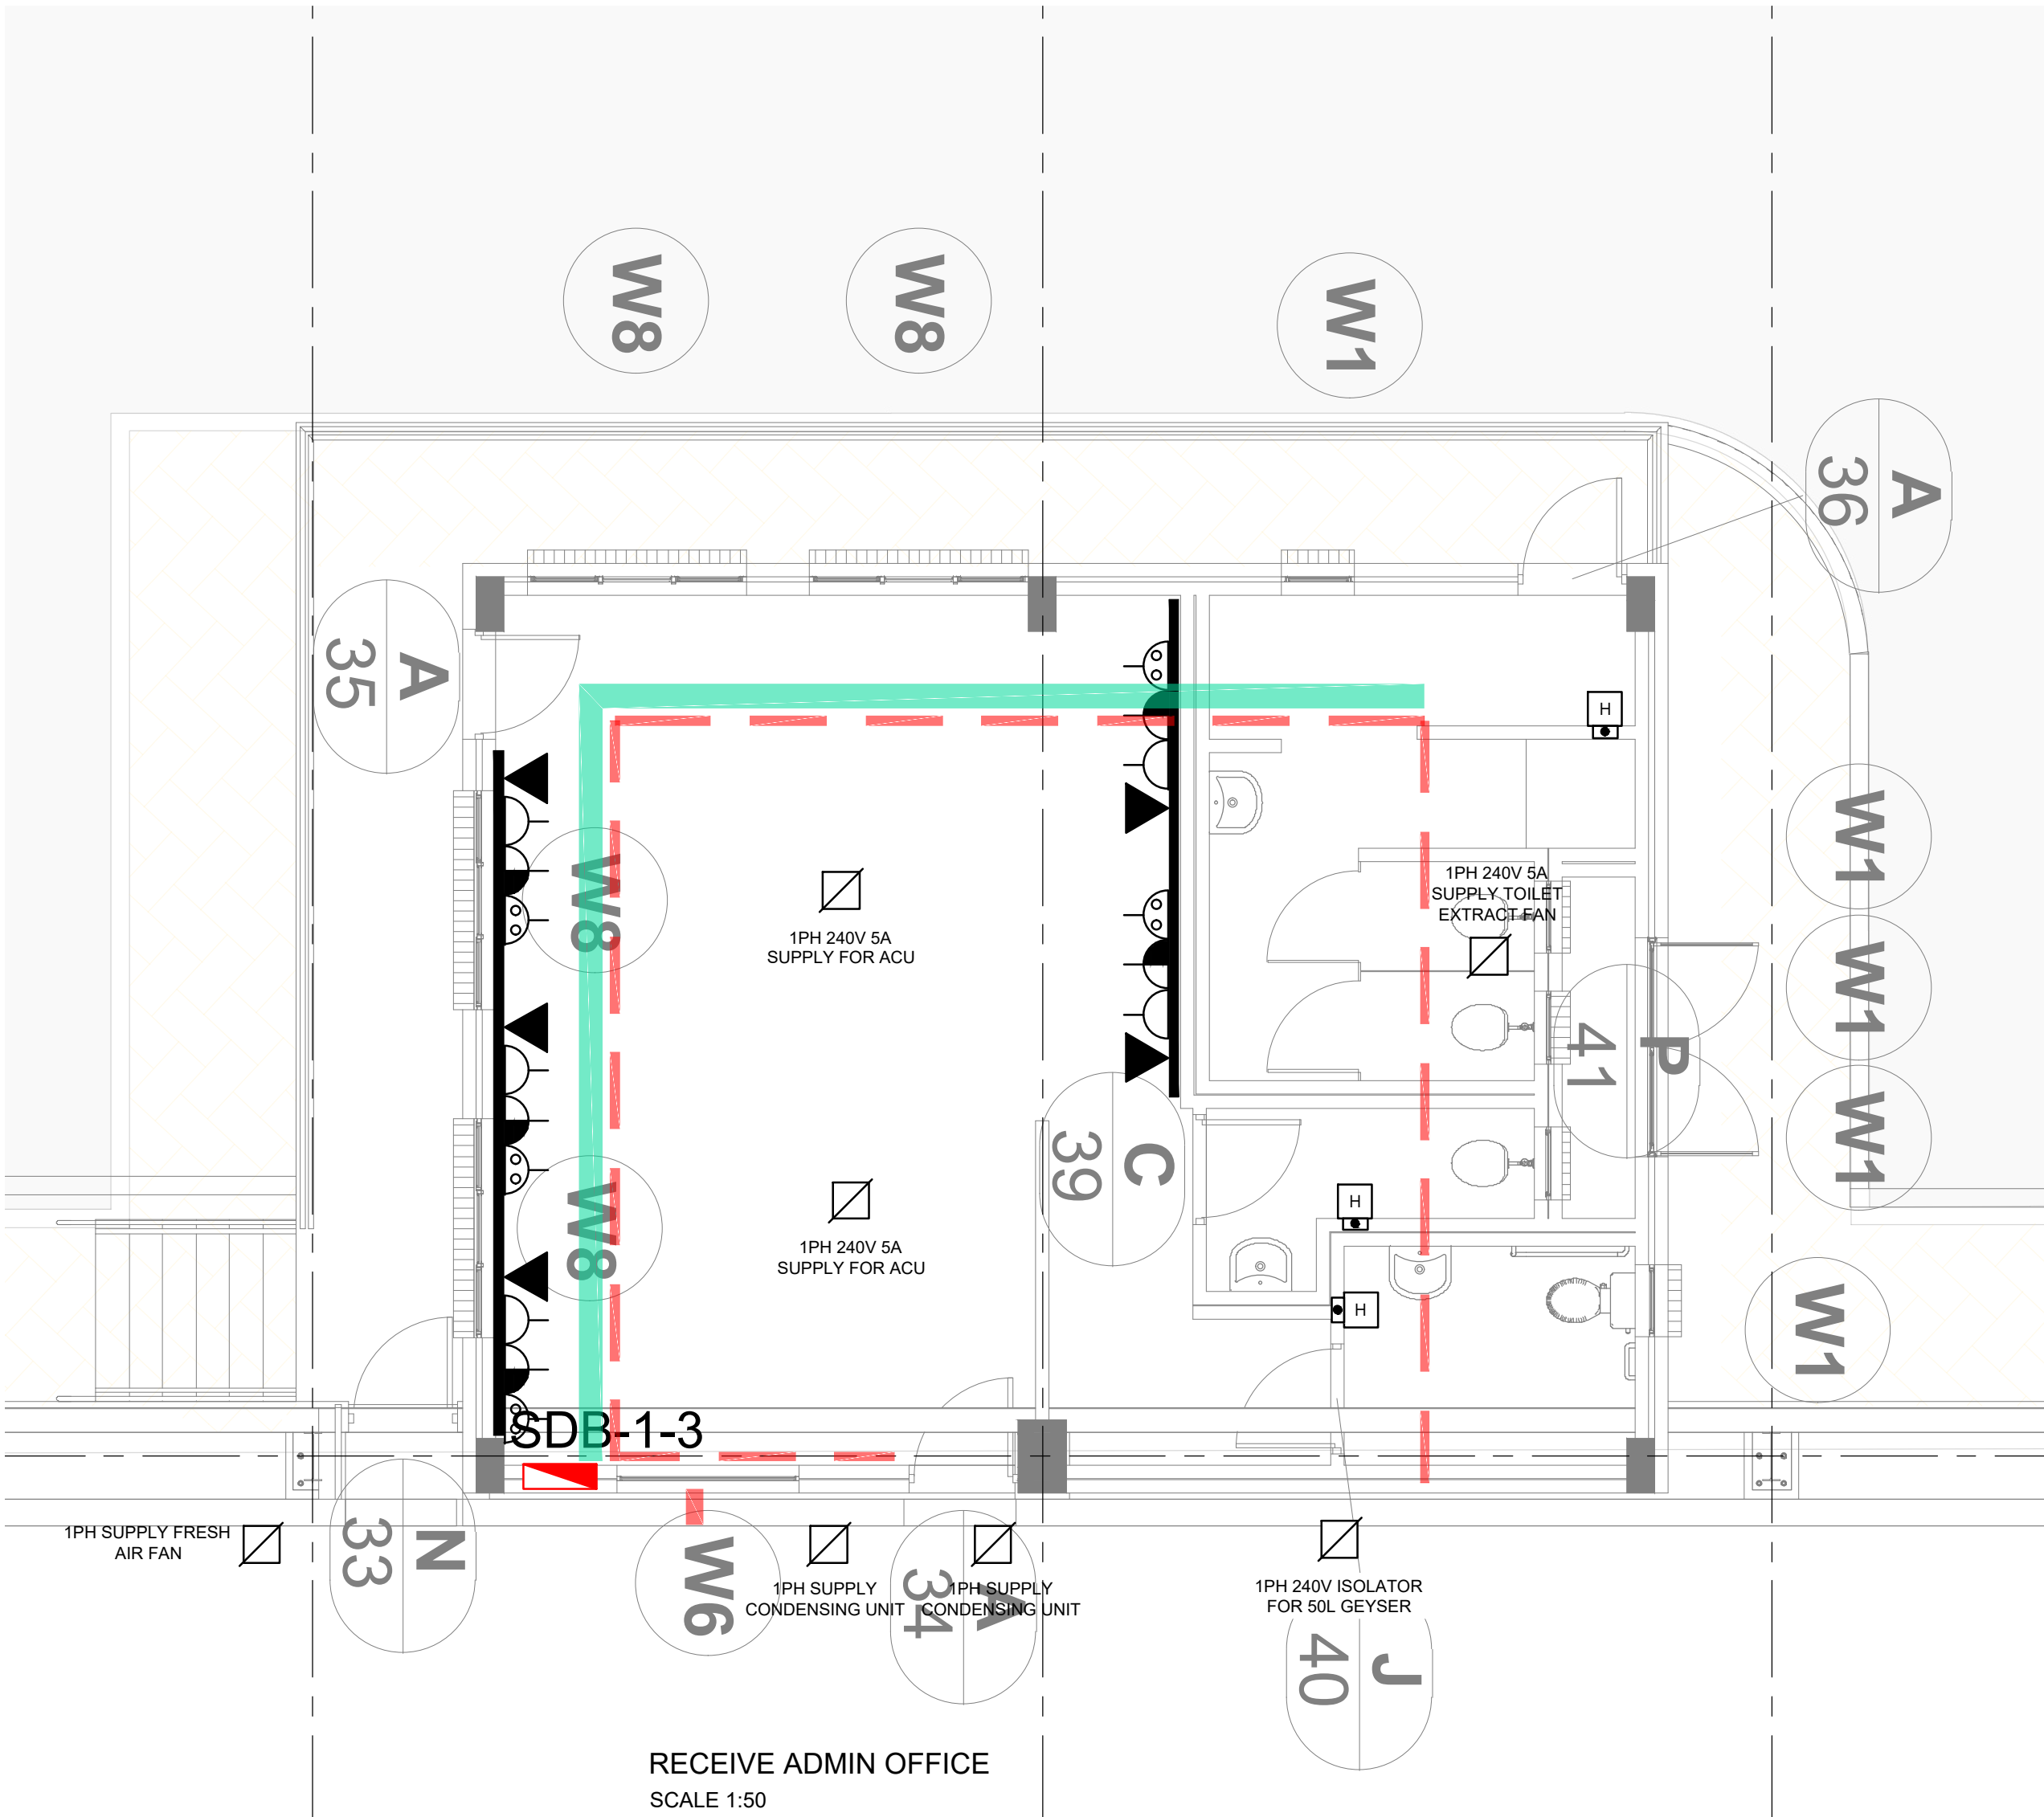 W8
W8
W1
A
36
A
35
H
W1
W8
1PH 240V 5A
SUPPLY FOR ACU
1PH 240V 5A
SUPPLY TOILET
EXTRACT FAN
W1
P
41
C
39
W1
W8
1PH 240V 5A
SUPPLY FOR ACU
H
H
W1
SDB-1-3
1PH SUPPLY FRESH
AIR FAN
N
33
W6
1PH SUPPLY
CONDENSING UNIT
A
34
1PH SUPPLY
CONDENSING UNIT
1PH 240V ISOLATOR
FOR 50L GEYSER
J
40
RECEIVE ADMIN OFFICE
SCALE 1:50